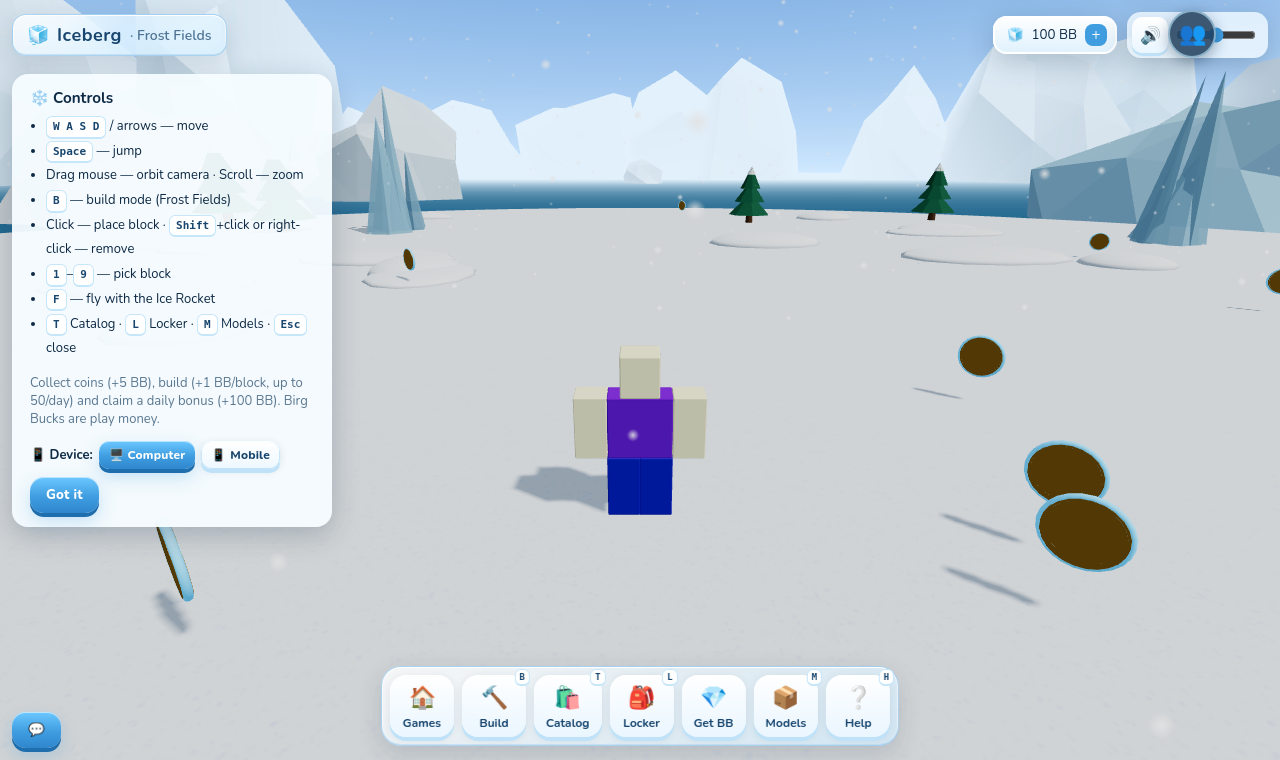 Iceberg · Frost Fields
100 BB +
Controls
W A S D / arrows — move
Space — jump
Drag mouse — orbit camera · Scroll — zoom
B — build mode (Frost Fields)
Click — place block · Shift+click or right-
click — remove
1–9 — pick block
F — fly with the Ice Rocket
T Catalog · L Locker · M Models · Esc
close
Collect coins (+5 BB), build (+1 BB/block, up to
50/day) and claim a daily bonus (+100 BB). Birg
Bucks are play money.
Device: Computer Mobile
Got it
B T L M H
Games Build Catalog Locker Get BB Models Help